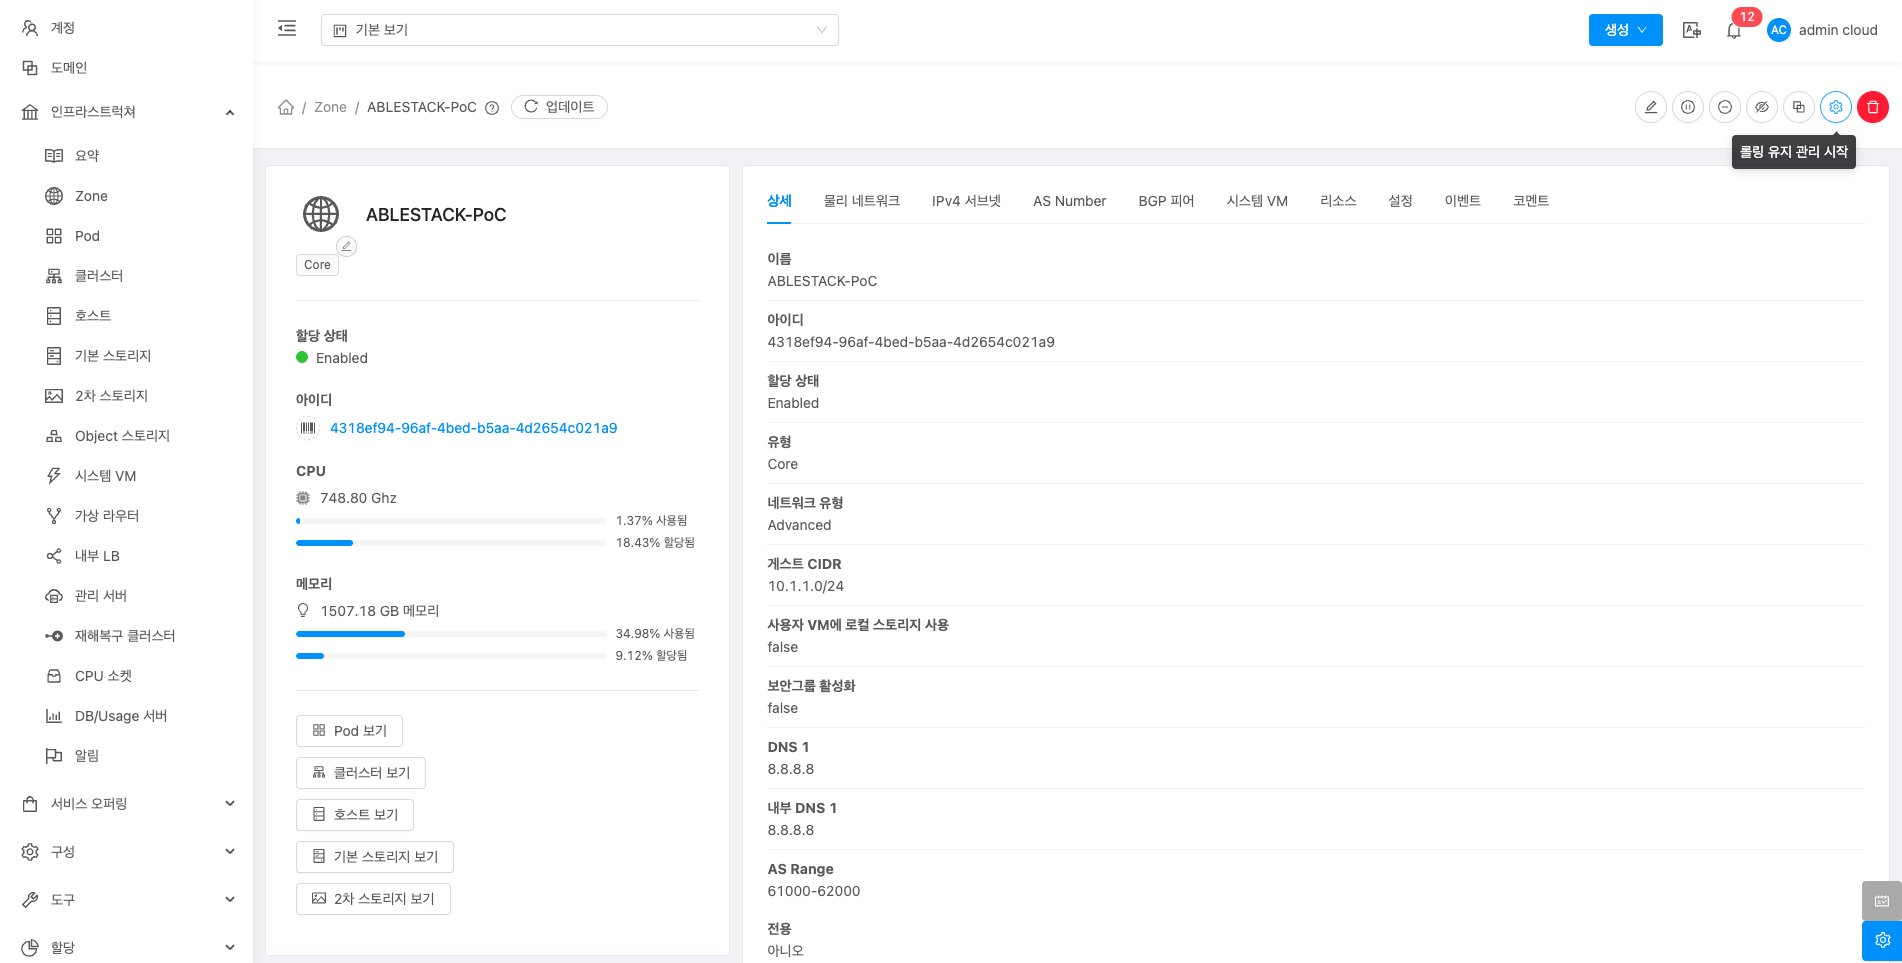 계정
도메인
인프라스트럭쳐
요약
Zone
Pod
클러스터
호스트
기본 스토리지
2차 스토리지
Object 스토리지
시스템 VM
가상 라우터
내부 LB
관리 서버
재해복구 클러스터
CPU 소켓
DB/Usage 서버
알림
서비스 오퍼링
구성
도구
할당
기본 보기
생성
12
AC admin cloud
/ Zone / ABLESTACK-PoC 업데이트
롤링 유지 관리 시작
ABLESTACK-PoC
Core
할당 상태
Enabled
아이디
4318ef94-96af-4bed-b5aa-4d2654c021a9
CPU
748.80 Ghz
1.37% 사용됨
18.43% 할당됨
메모리
1507.18 GB 메모리
34.98% 사용됨
9.12% 할당됨
Pod 보기
클러스터 보기
호스트 보기
기본 스토리지 보기
2차 스토리지 보기
상세 물리 네트워크 IPv4 서브넷 AS Number BGP 피어 시스템 VM 리소스 설정 이벤트 코멘트
이름
ABLESTACK-PoC
아이디
4318ef94-96af-4bed-b5aa-4d2654c021a9
할당 상태
Enabled
유형
Core
네트워크 유형
Advanced
게스트 CIDR
10.1.1.0/24
사용자 VM에 로컬 스토리지 사용
false
보안그룹 활성화
false
DNS 1
8.8.8.8
내부 DNS 1
8.8.8.8
AS Range
61000-62000
전용
아니오